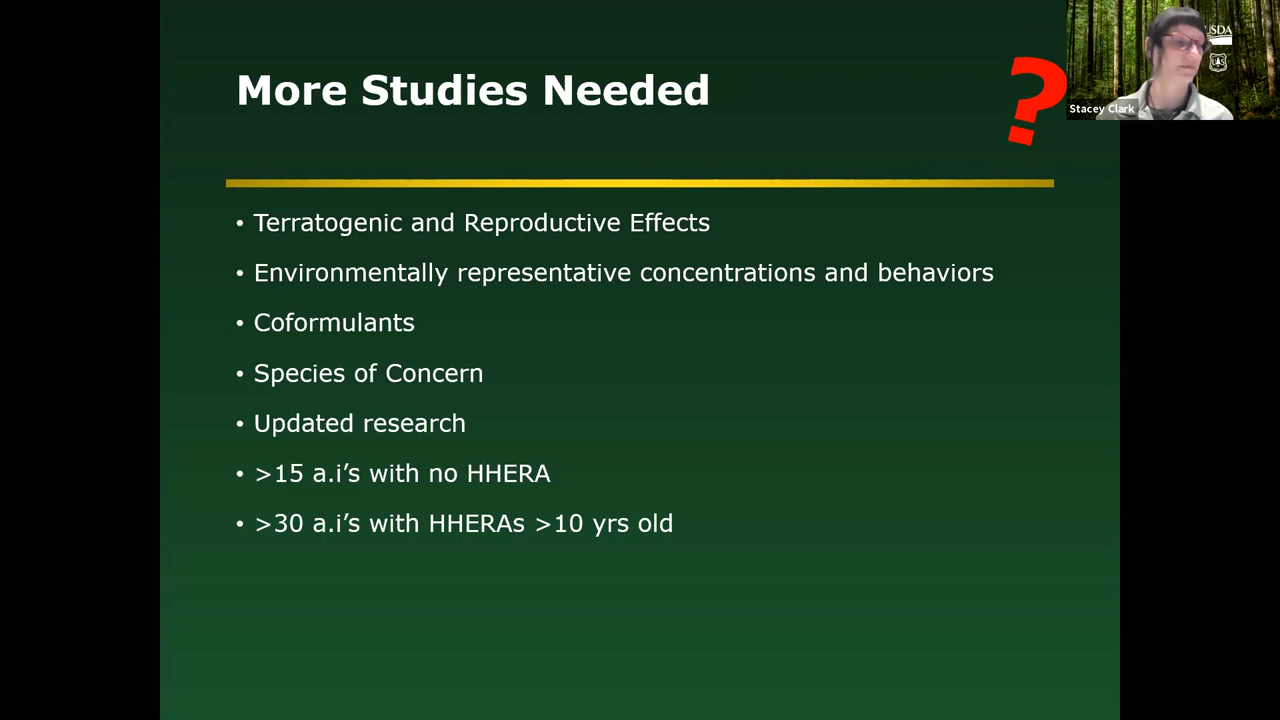 More Studies Needed
?
USDA
Stacey Clark
• Terratogenic and Reproductive Effects
• Environmentally representative concentrations and behaviors
• Coformulants
• Species of Concern
• Updated research
• >15 a.i’s with no HHERA
• >30 a.i’s with HHERAs >10 yrs old